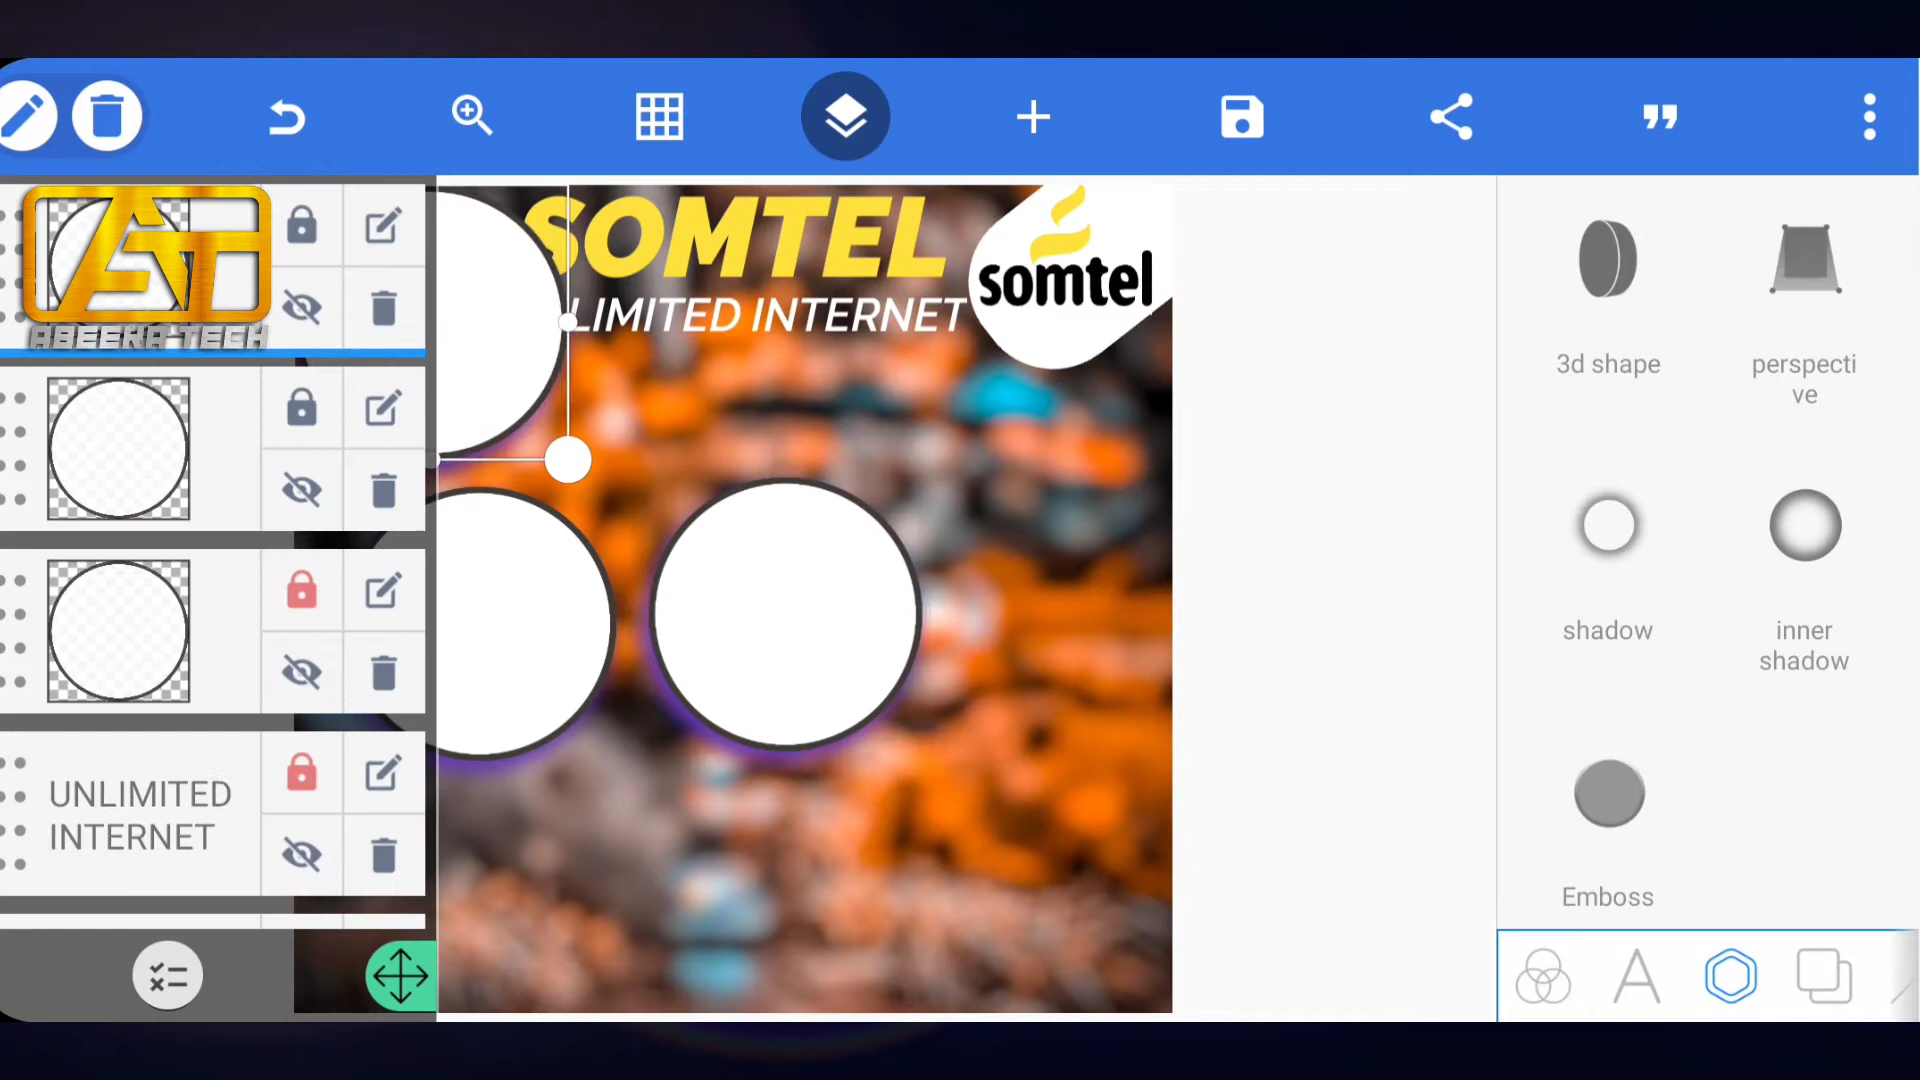 ABEEKA-TECH
SOMTEL
LIMITED INTERNET
somtel
UNLIMITED
INTERNET
3d shape
perspecti
ve
shadow
inner
shadow
Emboss